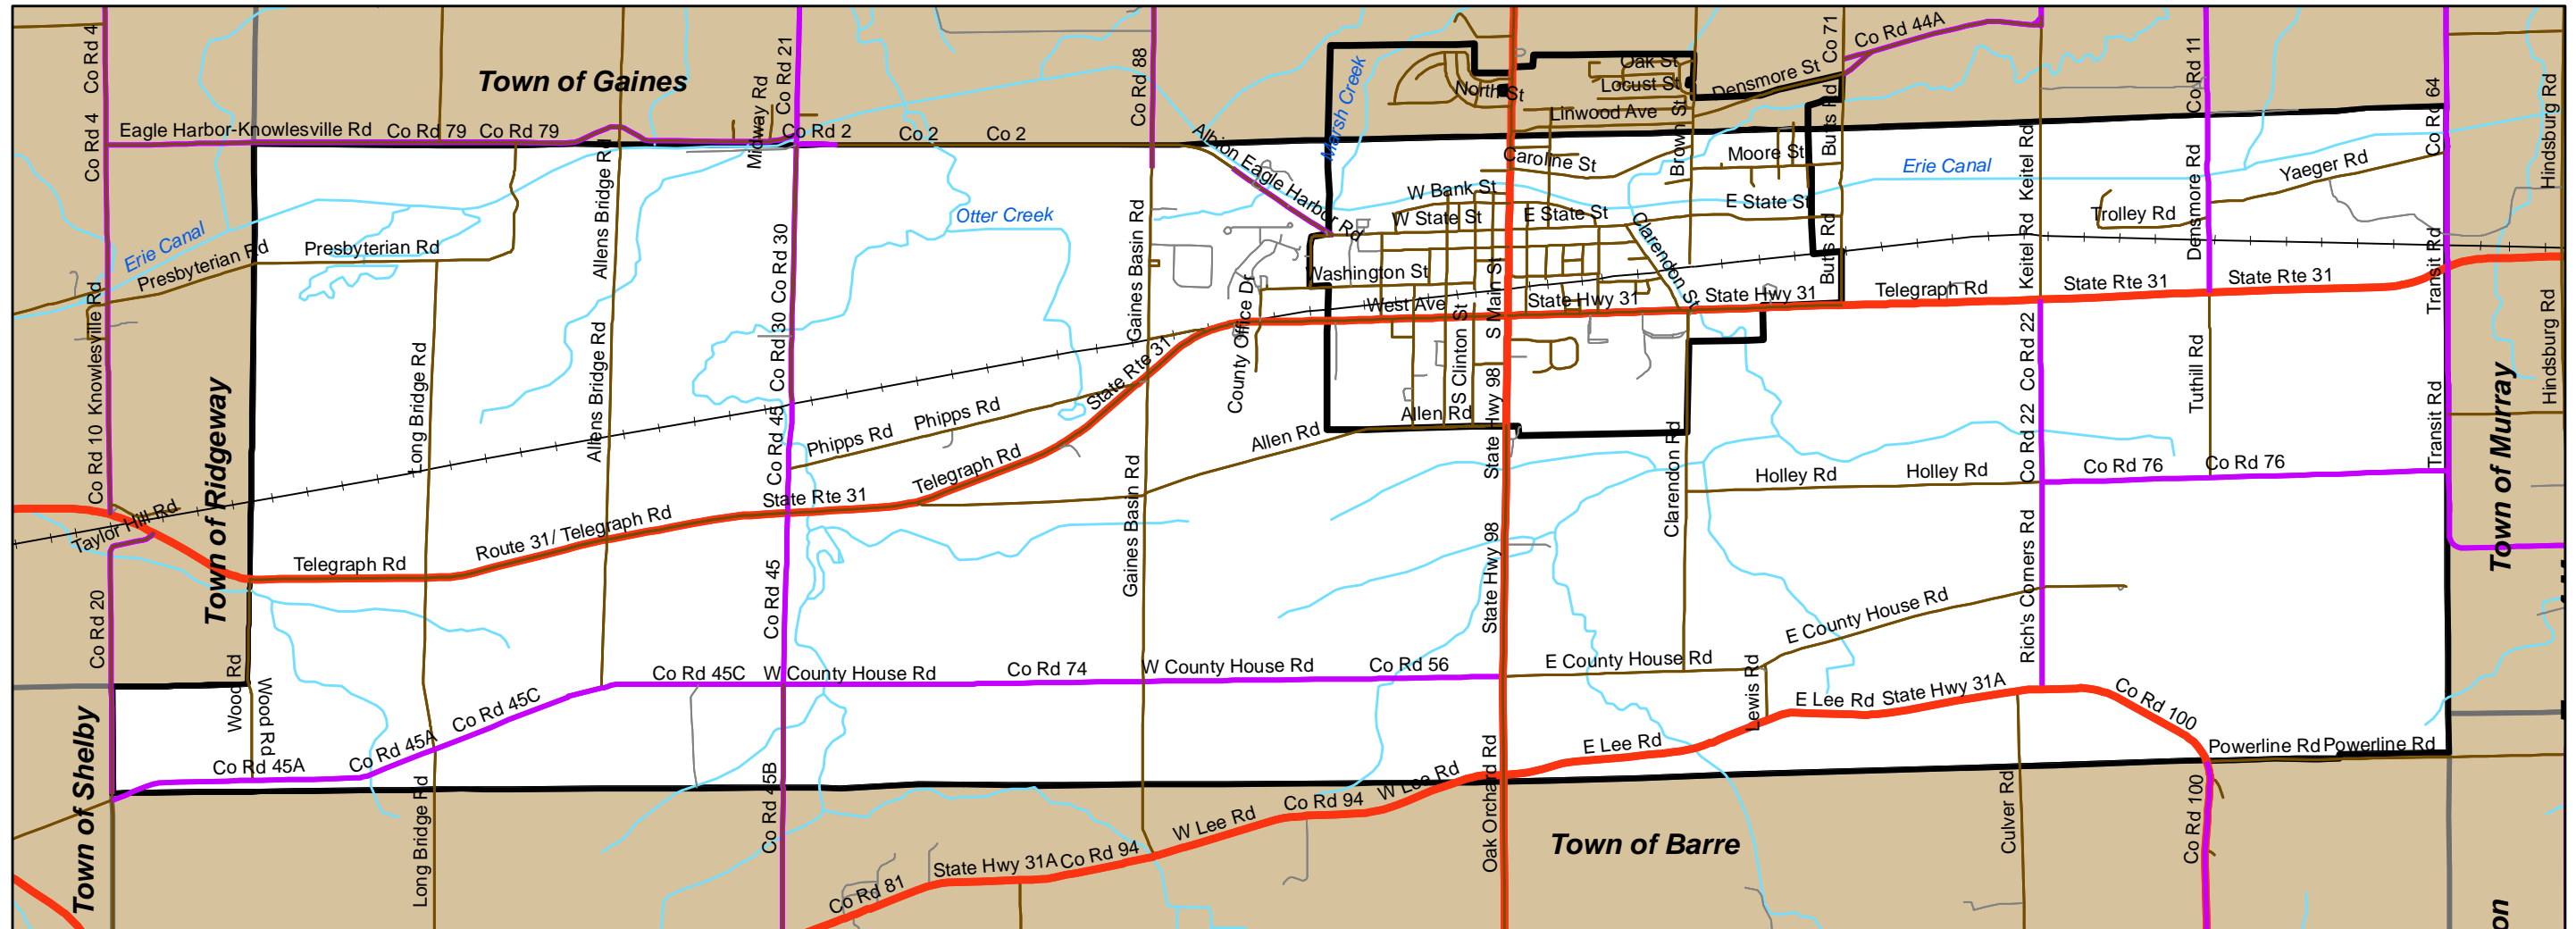 Co Rd 4
Co Rd 21
Co Rd 88
Co 71
Co Rd 44A
Co Rd 11
Town of Gaines
Oak St
Locust St
North St
Densmore St
Linwood Ave
Marsh Creek
Co Rd 64
Hindsburg Rd
Co Rd 4
Eagle Harbor-Knowlesville Rd
Co Rd 79
Co Rd 79
Midway Rd
Co Rd 2
Co 2
Co 2
Albion Eagle Harbor Rd
Caroline St
Brown St
Moore St
Butts Rd
Erie Canal
Keitel Rd
Densmore Rd
Yaeger Rd
Allens Bridge Rd
W Bank St
W State St
E State St
E State St
Trolley Rd
Otter Creek
Erie Canal
Presbyterian Rd
Presbyterian Rd
Co Rd 30
Co Rd 30
Gaines Basin Rd
Clarendon St
Butts Rd
Keitel Rd
Transit Rd
Washington St
West Ave
S Main St
State Hwy 31
State Hwy 31
Telegraph Rd
State Rte 31
State Rte 31
Knowlesville Rd
Co Rd 10
Long Bridge Rd
Allens Bridge Rd
State Rte 31
County Office Dr
S Clinton St
Co Rd 22
Co Rd 22
Tuthill Rd
Hindsburg Rd
Transit Rd
Town of Ridgeway
Town of Murray
Co Rd 45
Phipps Rd
Phipps Rd
Allen Rd
Allen Rd
State Hwy 98
Clarendon Rd
Holley Rd
Holley Rd
Co Rd 76
Co Rd 76
Taylor Hill Rd
Telegraph Rd
Route 31/ Telegraph Rd
State Rte 31
Telegraph Rd
Gaines Basin Rd
State Hwy 98
Rich's Corners Rd
Co Rd 20
Co Rd 45
E County House Rd
Wood Rd
Wood Rd
Co Rd 45C
Co Rd 45C
W County House Rd
Co Rd 74
W County House Rd
Co Rd 56
E County House Rd
Lewis Rd
E Lee Rd
State Hwy 31A
Co Rd 100
Town of Shelby
Co Rd 45A
Co Rd 45A
Co Rd 45B
E Lee Rd
Powerline Rd
Powerline Rd
Long Bridge Rd
W Lee Rd
Co Rd 94
W Lee Rd
Oak Orchard Rd
Town of Barre
Culver Rd
Co Rd 100
Co Rd 81
State Hwy 31A
Co Rd 94
on